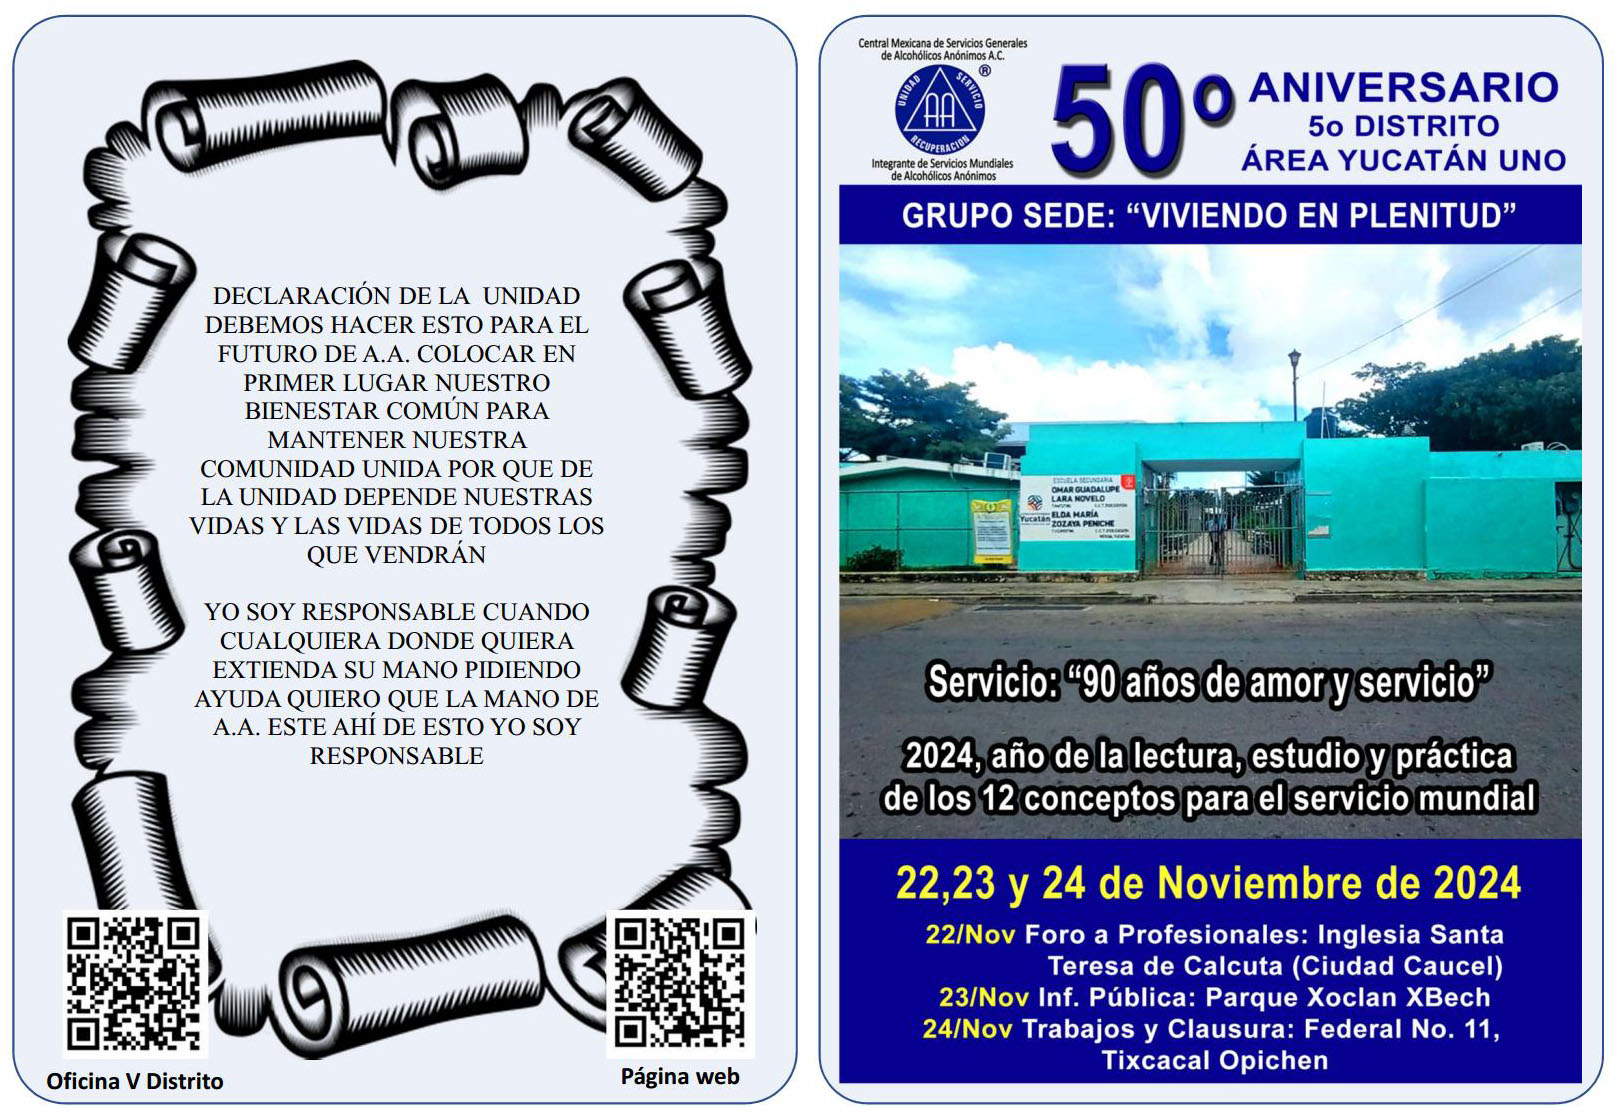 DECLARACIÓN DE LA UNIDAD
DEBEMOS HACER ESTO PARA EL
FUTURO DE A.A. COLOCAR EN
PRIMER LUGAR NUESTRO
BIENESTAR COMÚN PARA
MANTENER NUESTRA
COMUNIDAD UNIDA POR QUE DE
LA UNIDAD DEPENDE NUESTRAS
VIDAS Y LAS VIDAS DE TODOS LOS
QUE VENDRÁN
YO SOY RESPONSABLE CUANDO
CUALQUIERA DONDE QUIERA
EXTIENDA SU MANO PIDIENDO
AYUDA QUIERO QUE LA MANO DE
A.A. ESTE AHÍ DE ESTO YO SOY
RESPONSABLE
Oficina V Distrito
Página web
Central Mexicana de Servicios Generales
de Alcohólicos Anónimos A.C.
UNIDAD SERVICIO RECUPERACION
AA
®
Integrante de Servicios Mundiales
de Alcohólicos Anónimos
50º ANIVERSARIO
5o DISTRITO
ÁREA YUCATÁN UNO
GRUPO SEDE: “VIVIENDO EN PLENITUD”
ESCUELA SECUNDARIA
OMAR GUADALUPE
LARA NOVELO
Yucatán
ELDA MARÍA
ZOZAYA PENICHE
Servicio: “90 años de amor y servicio”
2024, año de la lectura, estudio y práctica
de los 12 conceptos para el servicio mundial
22,23 y 24 de Noviembre de 2024
22/Nov Foro a Profesionales: Inglesia Santa
Teresa de Calcuta (Ciudad Caucel)
23/Nov Inf. Pública: Parque Xoclan XBech
24/Nov Trabajos y Clausura: Federal No. 11,
Tixcacal Opichen